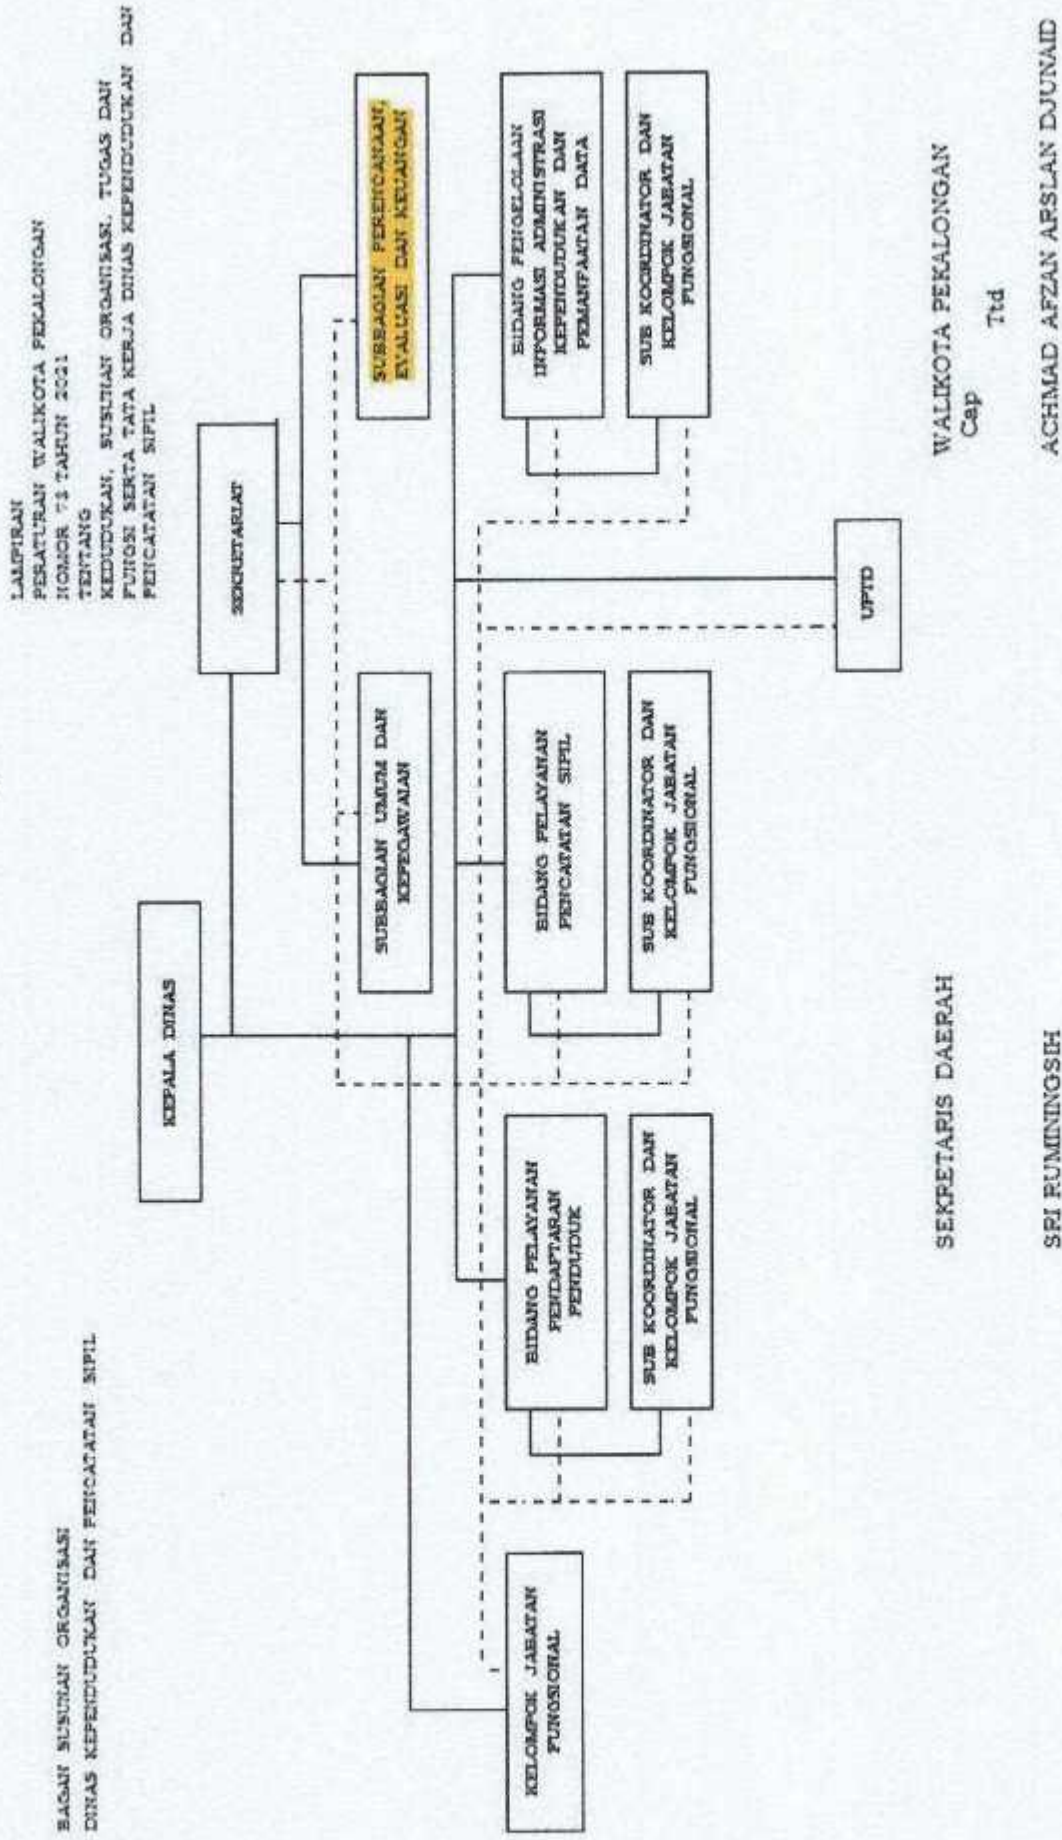 BAGAN SUSUNAN ORGANISASI
DINAS KEPENDUDUKAN DAN PENCATATAN SIPIL
LAMPIRAN
PERATURAN WALIKOTA PEKALONGAN
NOMOR 73 TAHUN 2021
TENTANG
KEDUDUKAN, SUSUNAN ORGANISASI, TUGAS DAN
FUNGSI SERTA TATA KERJA DINAS KEPENDUDUKAN DAN
PENCATATAN SIPIL
KEPALA DINAS
SEKRETARIAT
SUBBAGIAN UMUM DAN
KEPEGAWAIAN
SUBBAGIAN PERENCANAAN,
EVALUASI DAN KEUANGAN
KELOMPOK JABATAN
FUNGSIONAL
BIDANG PELAYANAN
PENDAFTARAN
PENDUDUK
SUB KOORDINATOR DAN
KELOMPOK JABATAN
FUNGSIONAL
BIDANG PELAYANAN
PENCATATAN SIPIL
SUB KOORDINATOR DAN
KELOMPOK JABATAN
FUNGSIONAL
BIDANG PENGELOLAAN
INFORMASI ADMINISTRASI
KEPENDUDUKAN DAN
PEMANFAATAN DATA
SUB KOORDINATOR DAN
KELOMPOK JABATAN
FUNGSIONAL
UPTD
SEKRETARIS DAERAH
SRI RUMININGSIH
WALIKOTA PEKALONGAN
Cap
Ttd
ACHMAD AFZAN ARSLAN DJUNAID